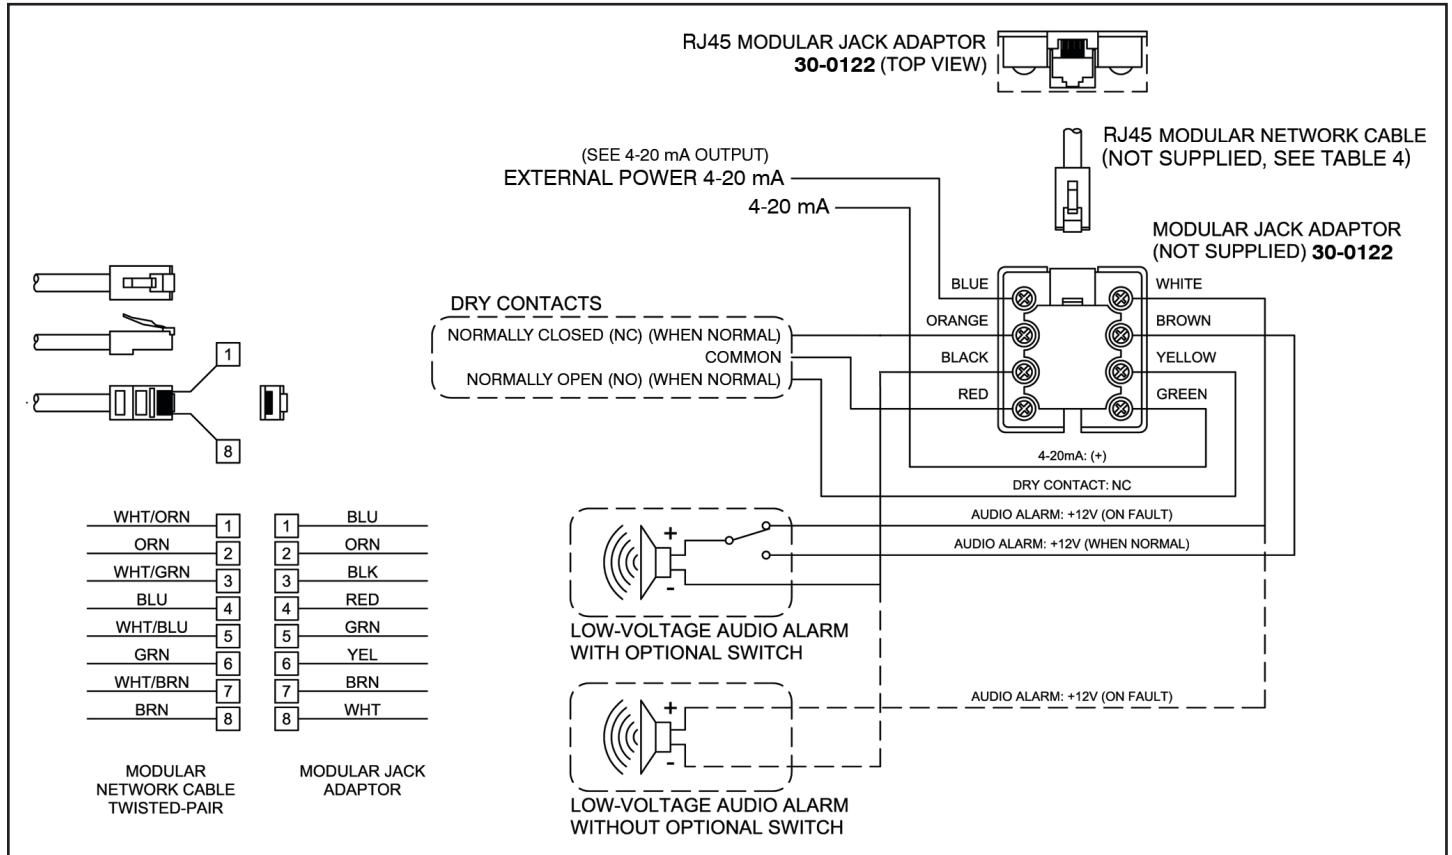 RJ45 MODULAR JACK ADAPTOR
30-0122 (TOP VIEW)
RJ45 MODULAR NETWORK CABLE
(NOT SUPPLIED, SEE TABLE 4)
(SEE 4-20 mA OUTPUT)
EXTERNAL POWER 4-20 mA
4-20 mA
MODULAR JACK ADAPTOR
(NOT SUPPLIED) 30-0122
BLUE
WHITE
ORANGE
BROWN
BLACK
YELLOW
RED
GREEN
DRY CONTACTS
NORMALLY CLOSED (NC) (WHEN NORMAL)
COMMON
NORMALLY OPEN (NO) (WHEN NORMAL)
4-20mA: (+)
DRY CONTACT: NC
AUDIO ALARM: +12V (ON FAULT)
AUDIO ALARM: +12V (WHEN NORMAL)
+
-
LOW-VOLTAGE AUDIO ALARM
WITH OPTIONAL SWITCH
AUDIO ALARM: +12V (ON FAULT)
+
-
LOW-VOLTAGE AUDIO ALARM
WITHOUT OPTIONAL SWITCH
1
8
WHT/ORN 1
ORN 2
WHT/GRN 3
BLU 4
WHT/BLU 5
GRN 6
WHT/BRN 7
BRN 8
MODULAR
NETWORK CABLE
TWISTED-PAIR
1 BLU
2 ORN
3 BLK
4 RED
5 GRN
6 YEL
7 BRN
8 WHT
MODULAR JACK
ADAPTOR